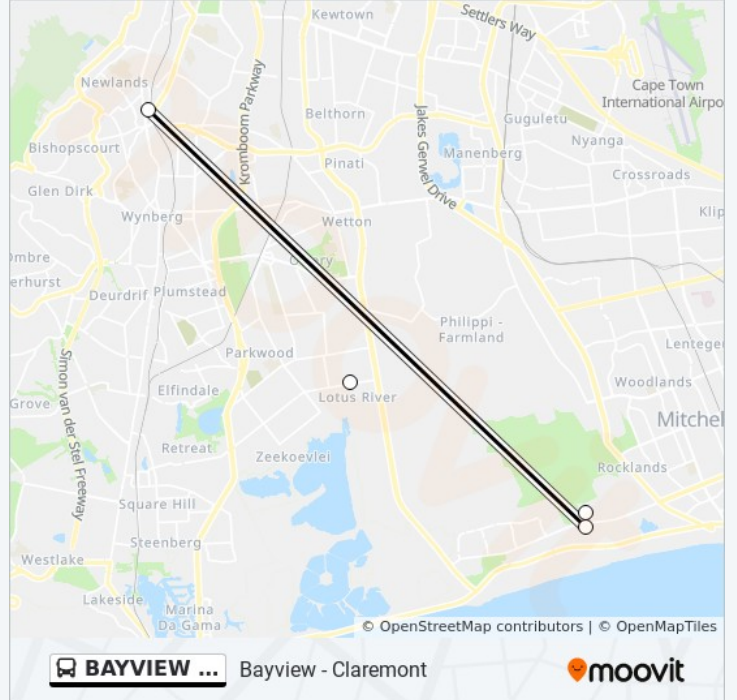 Kewtown
Settlers Way
Newlands
Kromboom Parkway
Cape Town
International Airpo
Belthorn
Jakes Gerwel Drive
Guguletu
Nyanga
Bishopscourt
Pinati
Manenberg
Crossroads
Glen Dirk
Wynberg
Wetton
Klip
ombre
erhurst
Deurdrif
Plumstead
Philippi -
Farmland
Lentege
Parkwood
Woodlands
Simon van der Stel Freeway
Elfindale
Lotus River
Grove
Mitchel
Retreat
Zeekoevlei
Rocklands
Square Hill
Steenberg
Westlake
Lakeside
Marina
Da Gama
© OpenStreetMap contributors | © OpenMapTiles
BAYVIEW ...
Bayview - Claremont
moovit